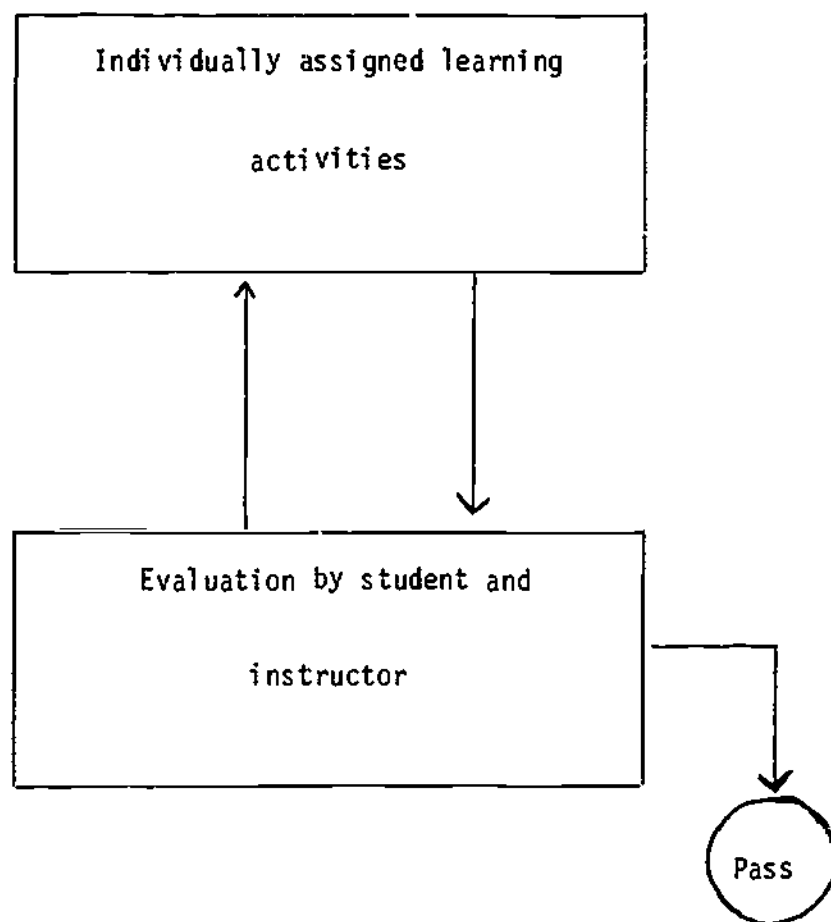 Individually assigned learning
activities
Evaluation by student and
instructor
Pass